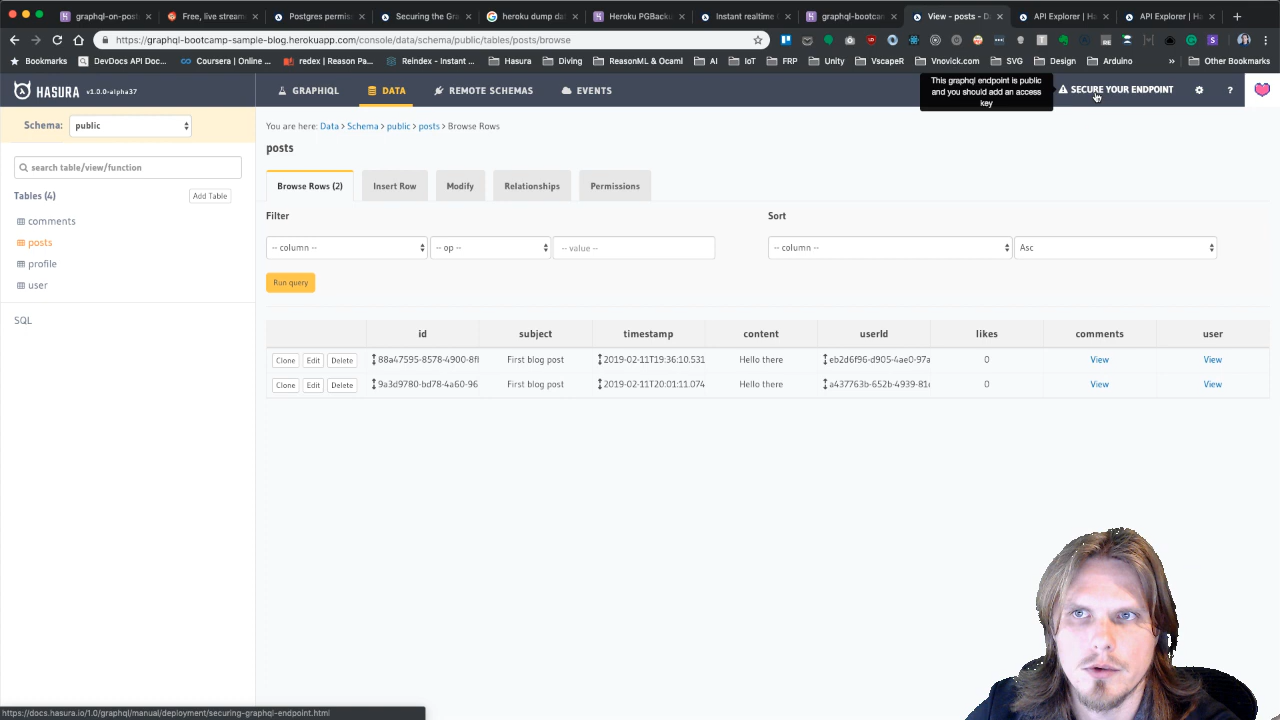 graphql-on-post
Free, live stream
Postgres permis
Securing the Gra
heroku dump da
Heroku PGBack
Instant realtime
graphql-bootca
View - posts - Da
API Explorer | Ha
API Explorer | Ha
https://graphql-bootcamp-sample-blog.herokuapp.com/console/data/schema/public/tables/posts/browse
Bookmarks
DevDocs API Doc...
Coursera | Online...
redex | Reason Pa...
Reindex - Instant...
Hasura
Diving
ReasonML & Ocaml
AI
IoT
FRP
Unity
VscapeR
Vnovick.com
SVG
Design
Arduino
»
Other Bookmarks
HASURA v1.0.0-alpha37
GRAPHIQL
DATA
REMOTE SCHEMAS
EVENTS
This graphql endpoint is public
and you should add an access
key
SECURE YOUR ENDPOINT
?
Schema: public
search table/view/function
Tables (4) Add Table
comments
posts
profile
user
SQL
You are here: Data > Schema > public > posts > Browse Rows
posts
Browse Rows (2) Insert Row Modify Relationships Permissions
Filter Sort
-- column -- -- op -- -- value -- -- column -- Asc
Run query
id subject timestamp content userId likes comments user
Clone Edit Delete 88a47595-8578-4900-8f First blog post 2019-02-11T19:36:10.531 Hello there eb2d6f96-d905-4ae0-97a 0 View View
Clone Edit Delete 9a3d9780-bd78-4a60-96 First blog post 2019-02-11T20:01:11.074 Hello there a437763b-652b-4939-81 0 View View
https://docs.hasura.io/1.0/graphql/manual/deployment/securing-graphql-endpoint.html